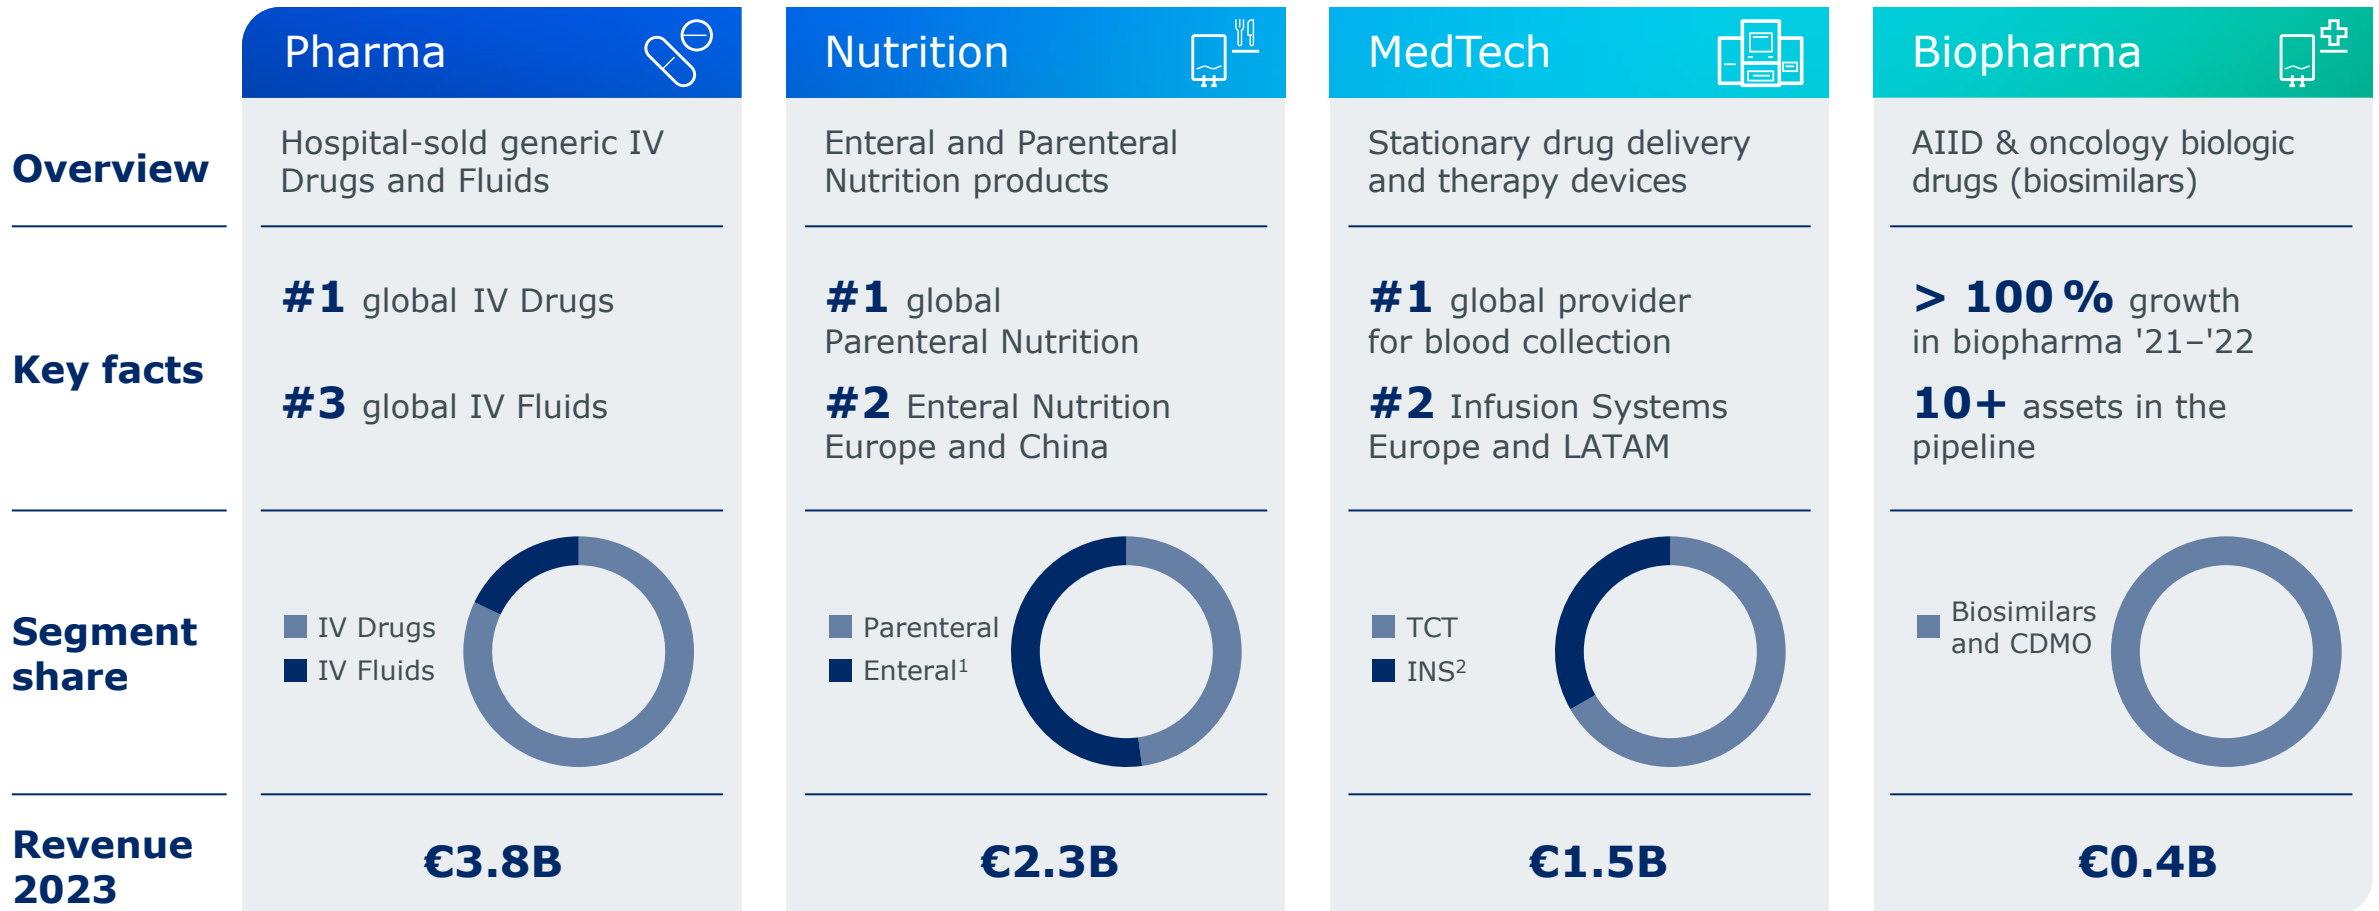 Pharma
Nutrition
MedTech
Biopharma
Overview
Hospital-sold generic IV
Drugs and Fluids
Enteral and Parenteral
Nutrition products
Stationary drug delivery
and therapy devices
AIID & oncology biologic
drugs (biosimilars)
Key facts
#1 global IV Drugs
#3 global IV Fluids
#1 global
Parenteral Nutrition
#2 Enteral Nutrition
Europe and China
#1 global provider
for blood collection
#2 Infusion Systems
Europe and LATAM
> 100 % growth
in biopharma '21–'22
10+ assets in the
pipeline
Segment
share
IV Drugs
IV Fluids
Parenteral
Enteral¹
TCT
INS²
Biosimilars
and CDMO
Revenue
2023
€3.8B
€2.3B
€1.5B
€0.4B